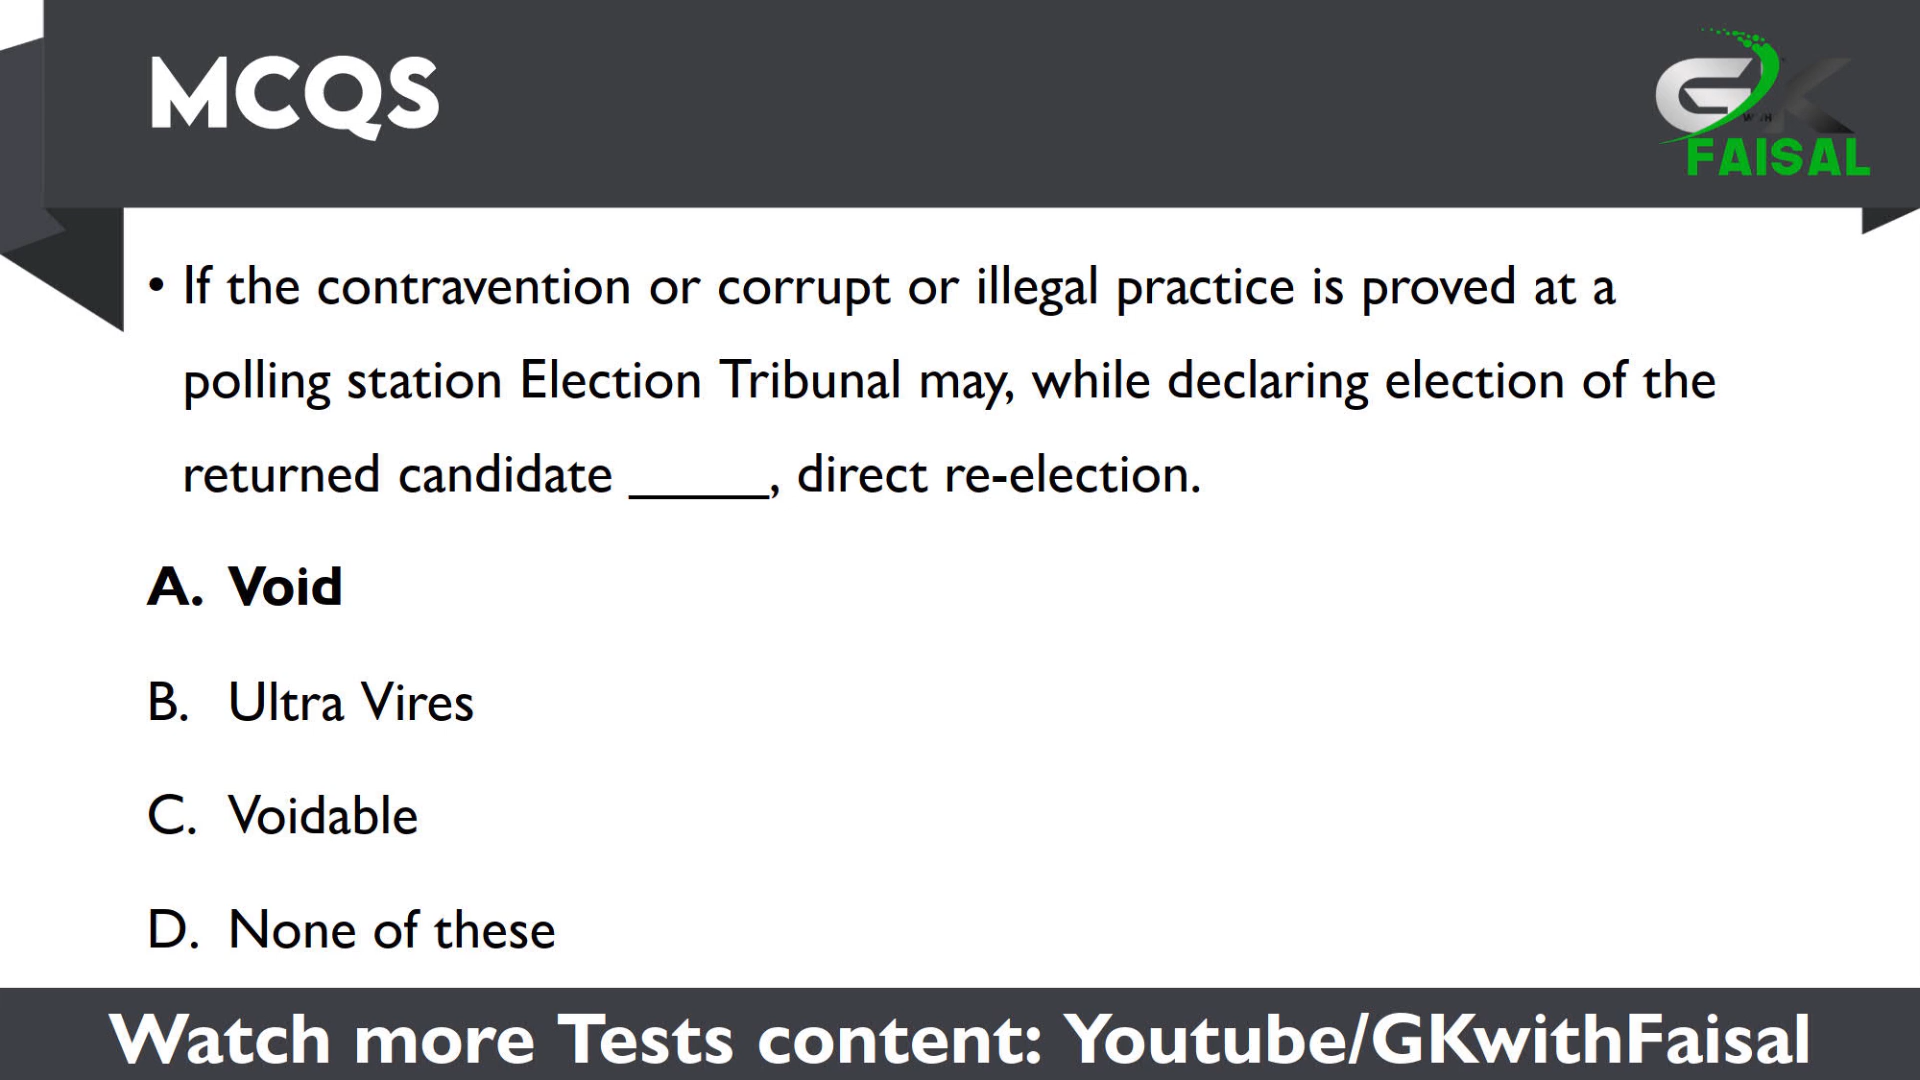 MCQS
GK
WITH
FAISAL
• If the contravention or corrupt or illegal practice is proved at a
polling station Election Tribunal may, while declaring election of the
returned candidate _____, direct re-election.
A. Void
B. Ultra Vires
C. Voidable
D. None of these
Watch more Tests content: Youtube/GKwithFaisal